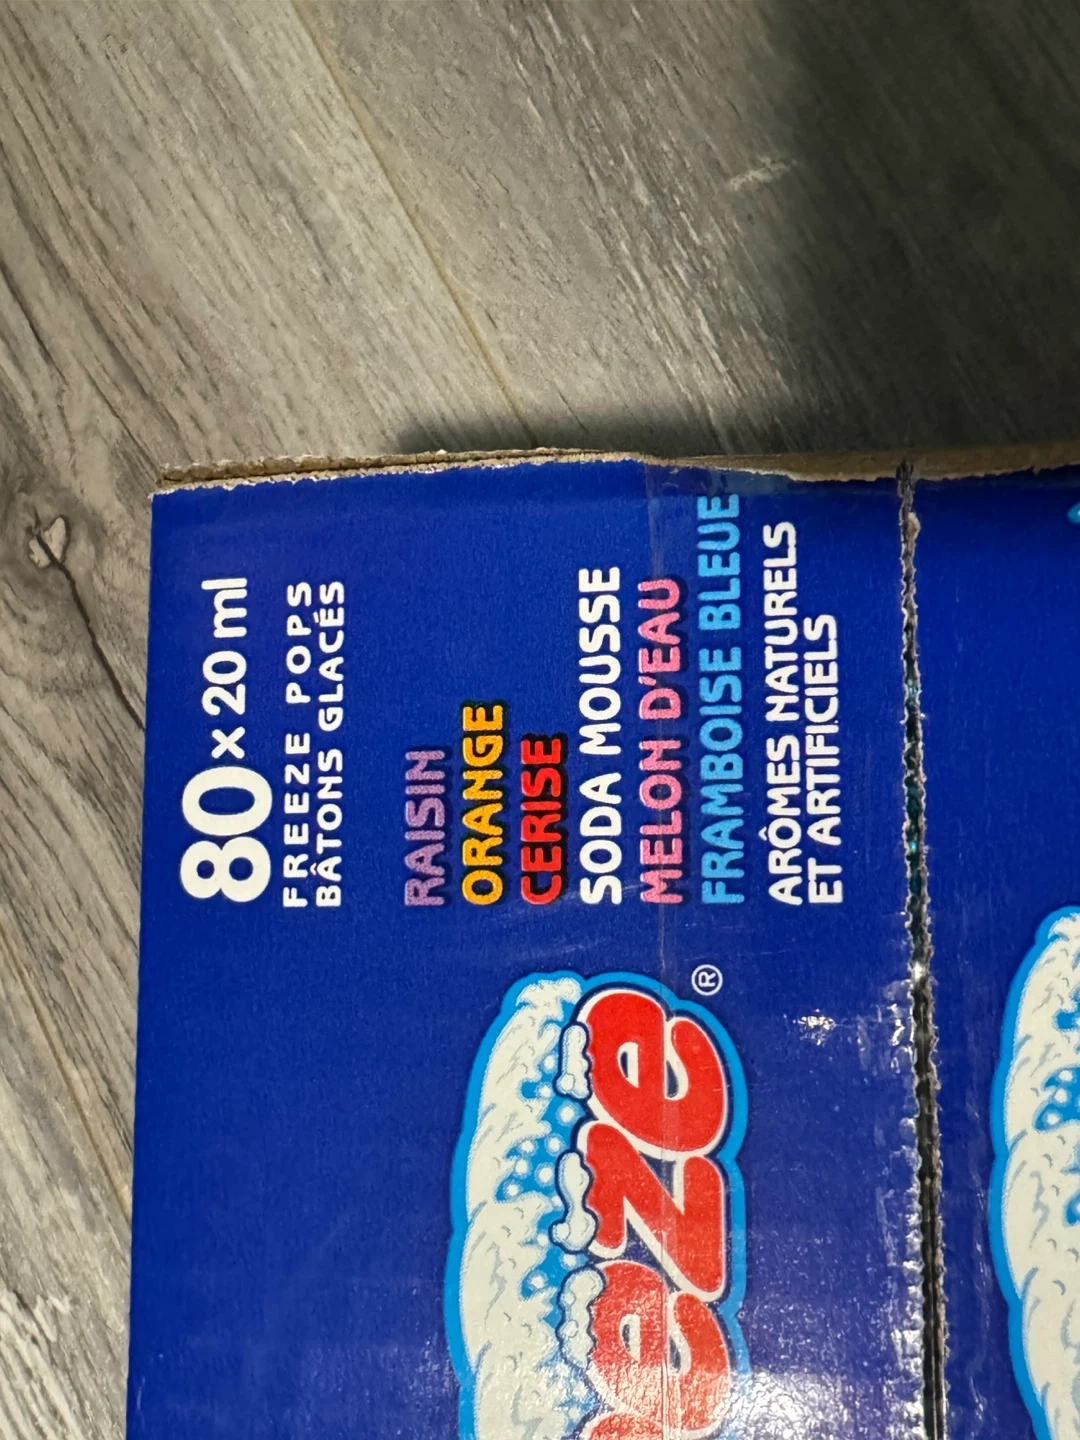 80 x 20 ml
FREEZE POPS
BÂTONS GLACÉS
RAISIN
ORANGE
CERISE
SODA MOUSSE
MELON D'EAU
FRAMBOISE BLEUE
ARÔMES NATURELS
ET ARTIFICIELS
eze®